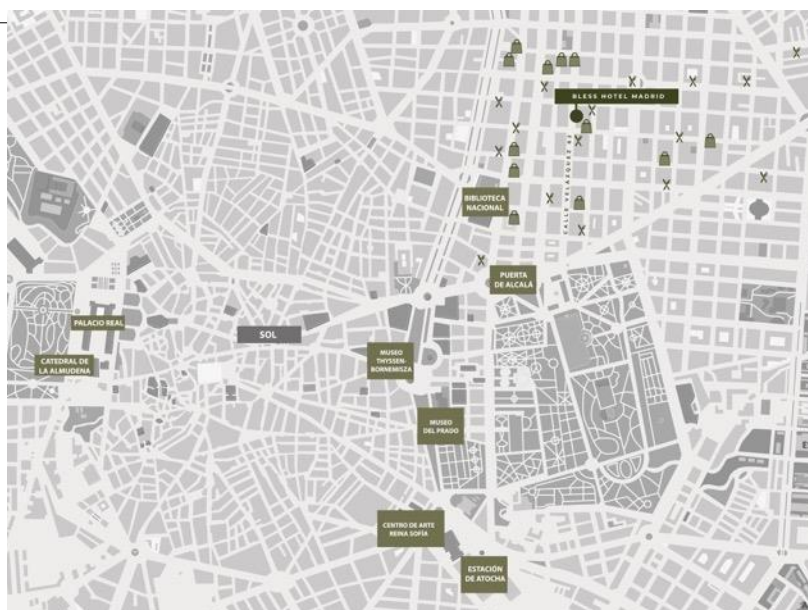 BLESS HOTEL MADRID
CALLE VELÁZQUEZ 62
BIBLIOTECA
NACIONAL
PUERTA
DE ALCALÁ
PALACIO REAL
SOL
CATEDRAL DE
LA ALMUDENA
MUSEO
THYSSEN-
BORNEMISZA
MUSEO
DEL PRADO
CENTRO DE ARTE
REINA SOFÍA
ESTACIÓN
DE ATOCHA